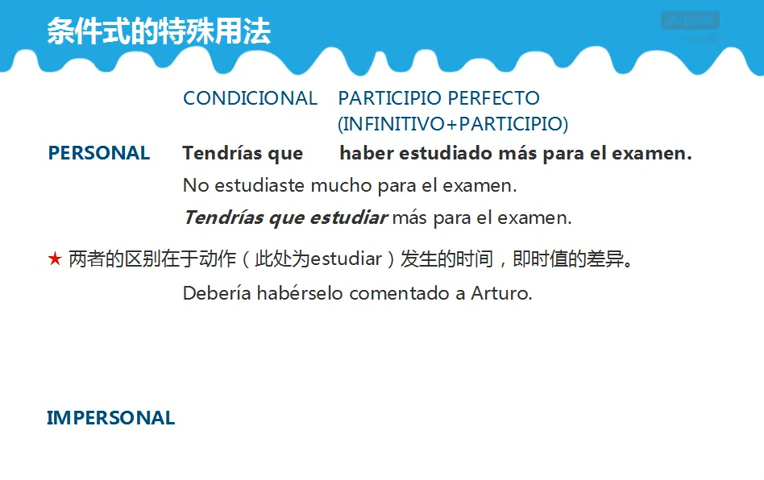 条件式的特殊用法
CONDICIONAL PARTICIPIO PERFECTO
(INFINITIVO+PARTICIPIO)
PERSONAL Tendrías que haber estudiado más para el examen.
No estudiaste mucho para el examen.
Tendrías que estudiar más para el examen.
★ 两者的区别在于动作（此处为estudiar）发生的时间，即时值的差异。
Debería habérselo comentado a Arturo.
IMPERSONAL